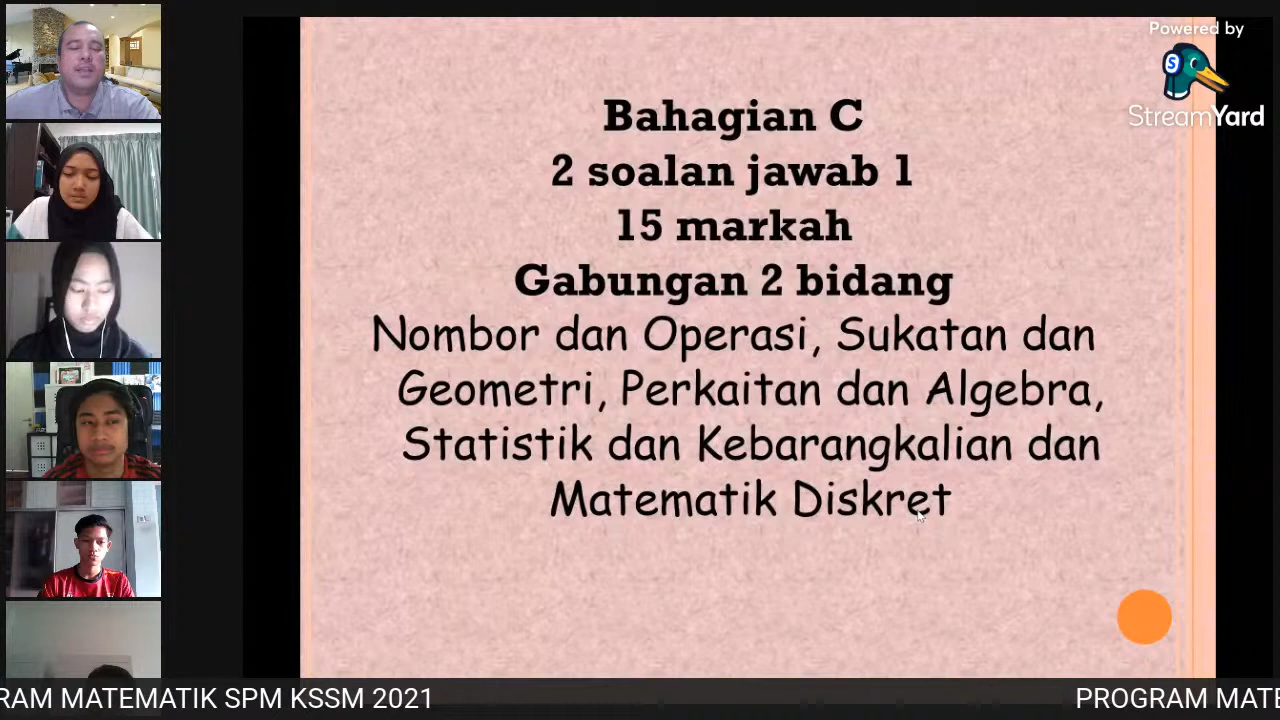 Powered by
StreamYard
Bahagian C
2 soalan jawab 1
15 markah
Gabungan 2 bidang
Nombor dan Operasi, Sukatan dan
Geometri, Perkaitan dan Algebra,
Statistik dan Kebarangkalian dan
Matematik Diskret
RAM MATEMATIK SPM KSSM 2021
PROGRAM MATE